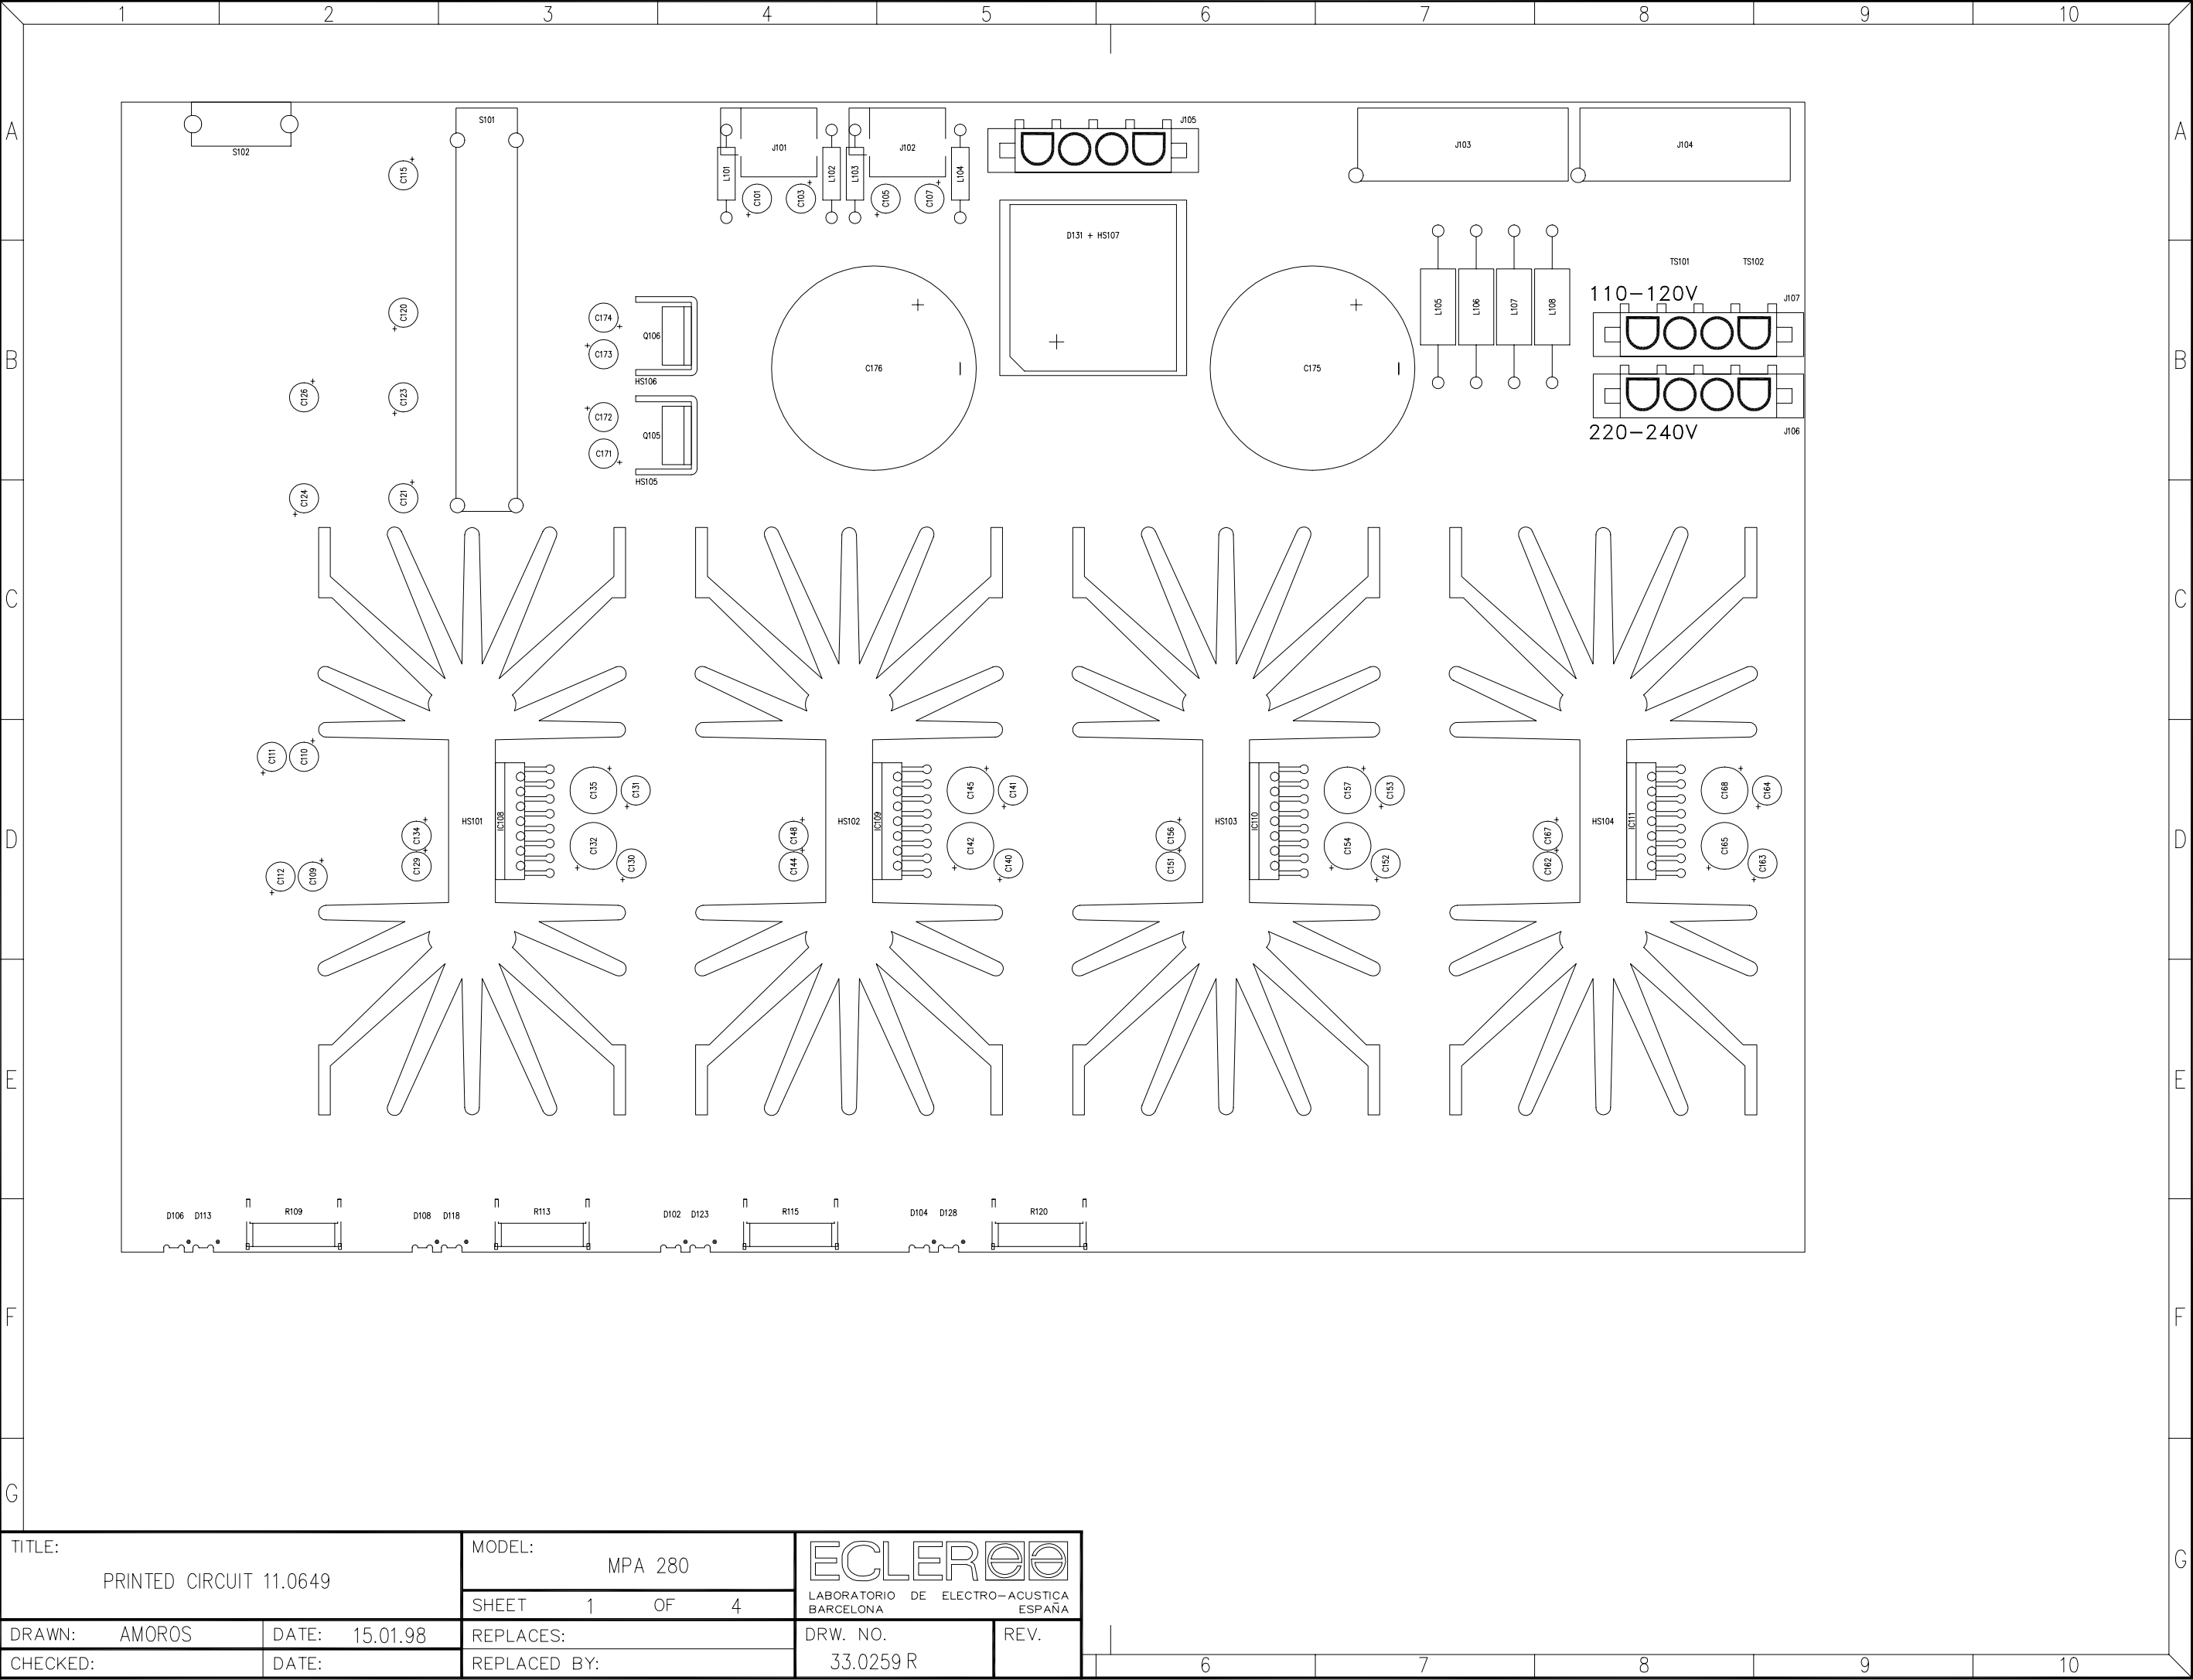 1 2 3 4 5 6 7 8 9 10
A A
S102
S101
J101
J102
J105
J103
J104
C115
L101
L102
L103
L104
C101
C103
C105
C107
D131 + HS107
TS101 TS102
110-120V
J107
C120
C174
C173
Q106
HS106
C176
C175
L105
L106
L107
L108
B B
C126
C123
C172
C171
Q105
HS105
220-240V
J106
C124
C121
C C
C111
C110
C135
C131
C145
C141
C157
C153
C168
C164
HS101
IC108
HS102
IC109
HS103
IC110
HS104
IC111
D D
C134
C129
C132
C130
C148
C144
C142
C140
C156
C151
C154
C152
C167
C162
C165
C163
C112
C109
E E
D106 D113
R109
D108 D118
R113
D102 D123
R115
D104 D128
R120
F F
G G
TITLE:
PRINTED CIRCUIT 11.0649
MODEL:
MPA 280
SHEET 1 OF 4
ECLER
LABORATORIO DE ELECTRO-ACUSTICA
BARCELONA ESPAÑA
DRAWN: AMOROS
DATE: 15.01.98
REPLACES:
DRW. NO.
33.0259 R
REV.
CHECKED:
DATE:
REPLACED BY:
6 7 8 9 10